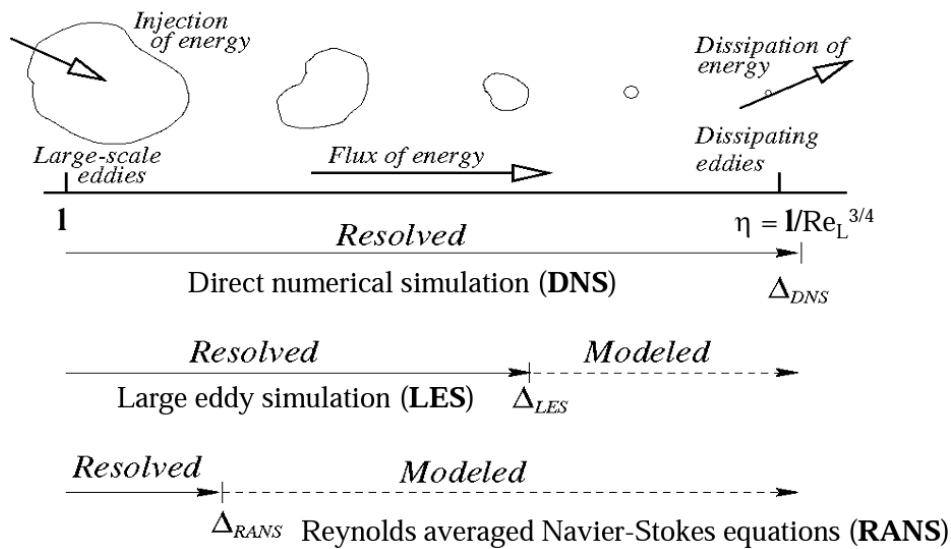 Injection
of energy
Dissipation of
energy
Large-scale
eddies
Flux of energy
Dissipating
eddies
l
η = l/Re_L^{3/4}
Resolved
Direct numerical simulation (DNS)
Δ_DNS
Resolved
Modeled
Large eddy simulation (LES)
Δ_LES
Resolved
Modeled
Δ_RANS
Reynolds averaged Navier-Stokes equations (RANS)